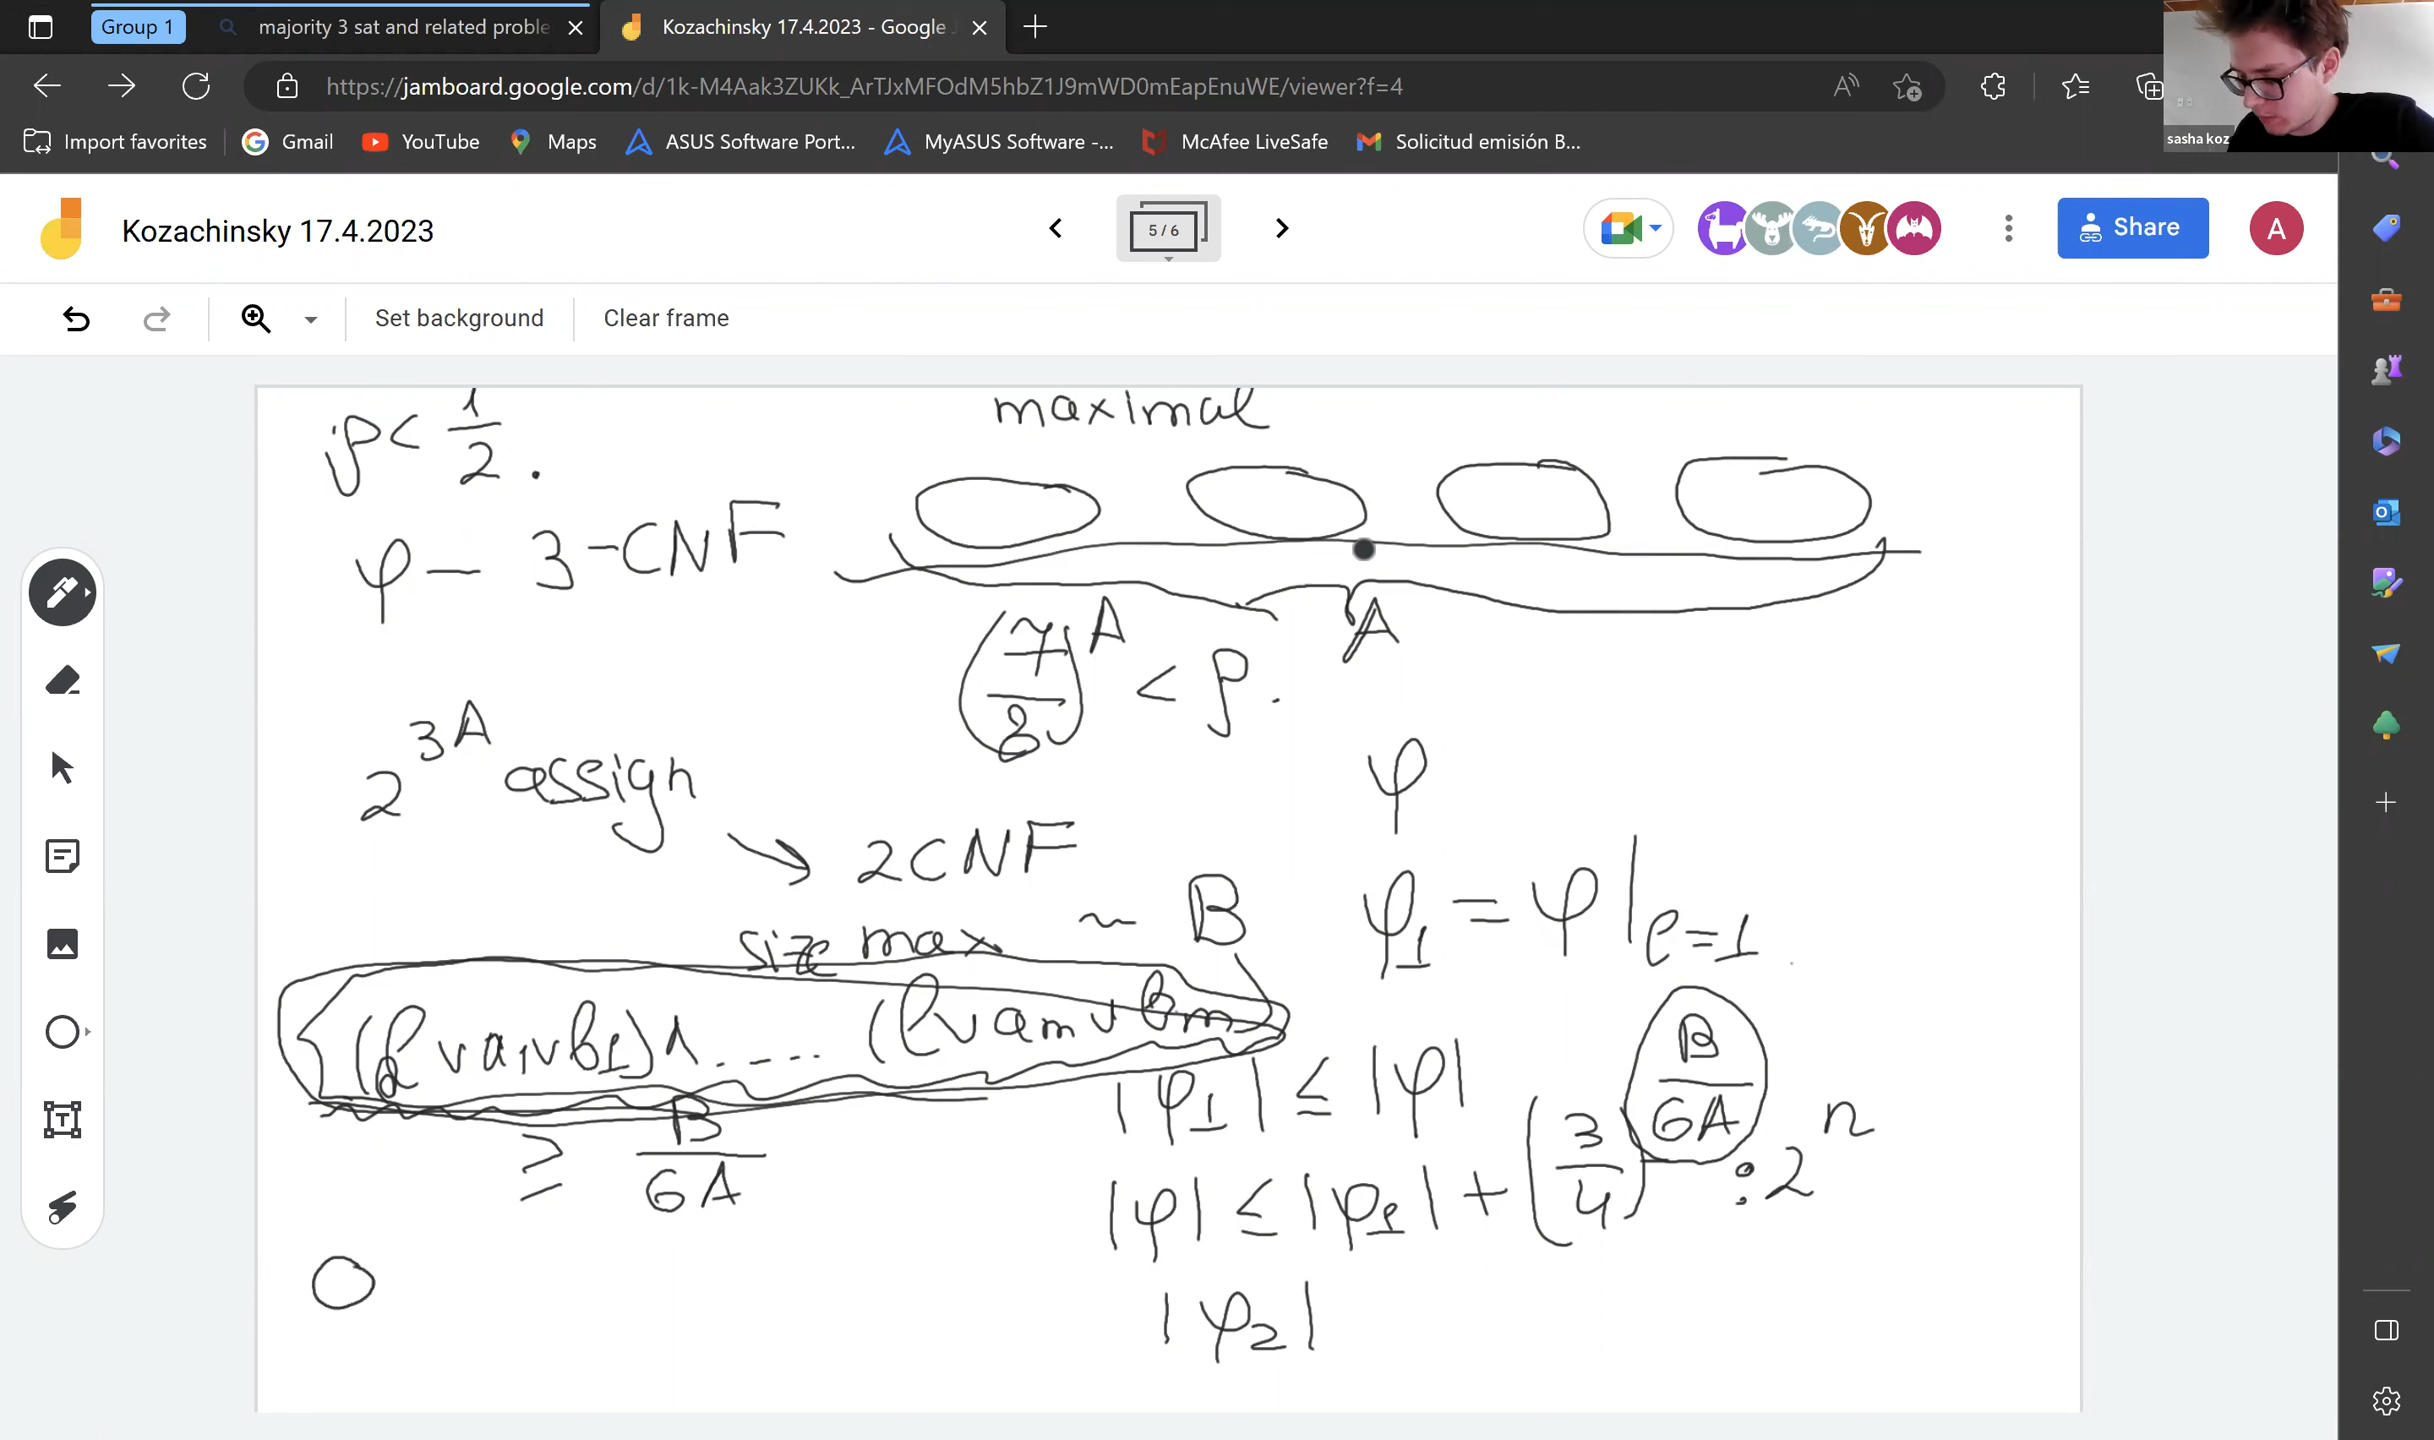 Group 1
majority 3 sat and related proble
Kozachinsky 17.4.2023 - Google J
https://jamboard.google.com/d/1k-M4Aak3ZUKk_ArTJxMFOdM5hbZ1J9mWD0mEapEnuWE/viewer?f=4
sasha koz
Import favorites
Gmail
YouTube
Maps
ASUS Software Port...
MyASUS Software -...
McAfee LiveSafe
Solicitud emisión B...
Kozachinsky 17.4.2023
5 / 6
Share
A
Set background
Clear frame
maximal
ρ < 1/2 .
φ – 3-CNF
A
(7/8)^A < ρ .
2^3A assign
→ 2CNF
φ
size max ~ B
φ1 = φ|ℓ=1
(ℓ ∨ a1 ∨ b1) ∧ .... (ℓ ∨ am ∨ bm)
≥ B/6A
|φ1| ≤ |φ|
|φ| ≤ |φ1| + (3/4)^B/6A · 2^n
|φ2|